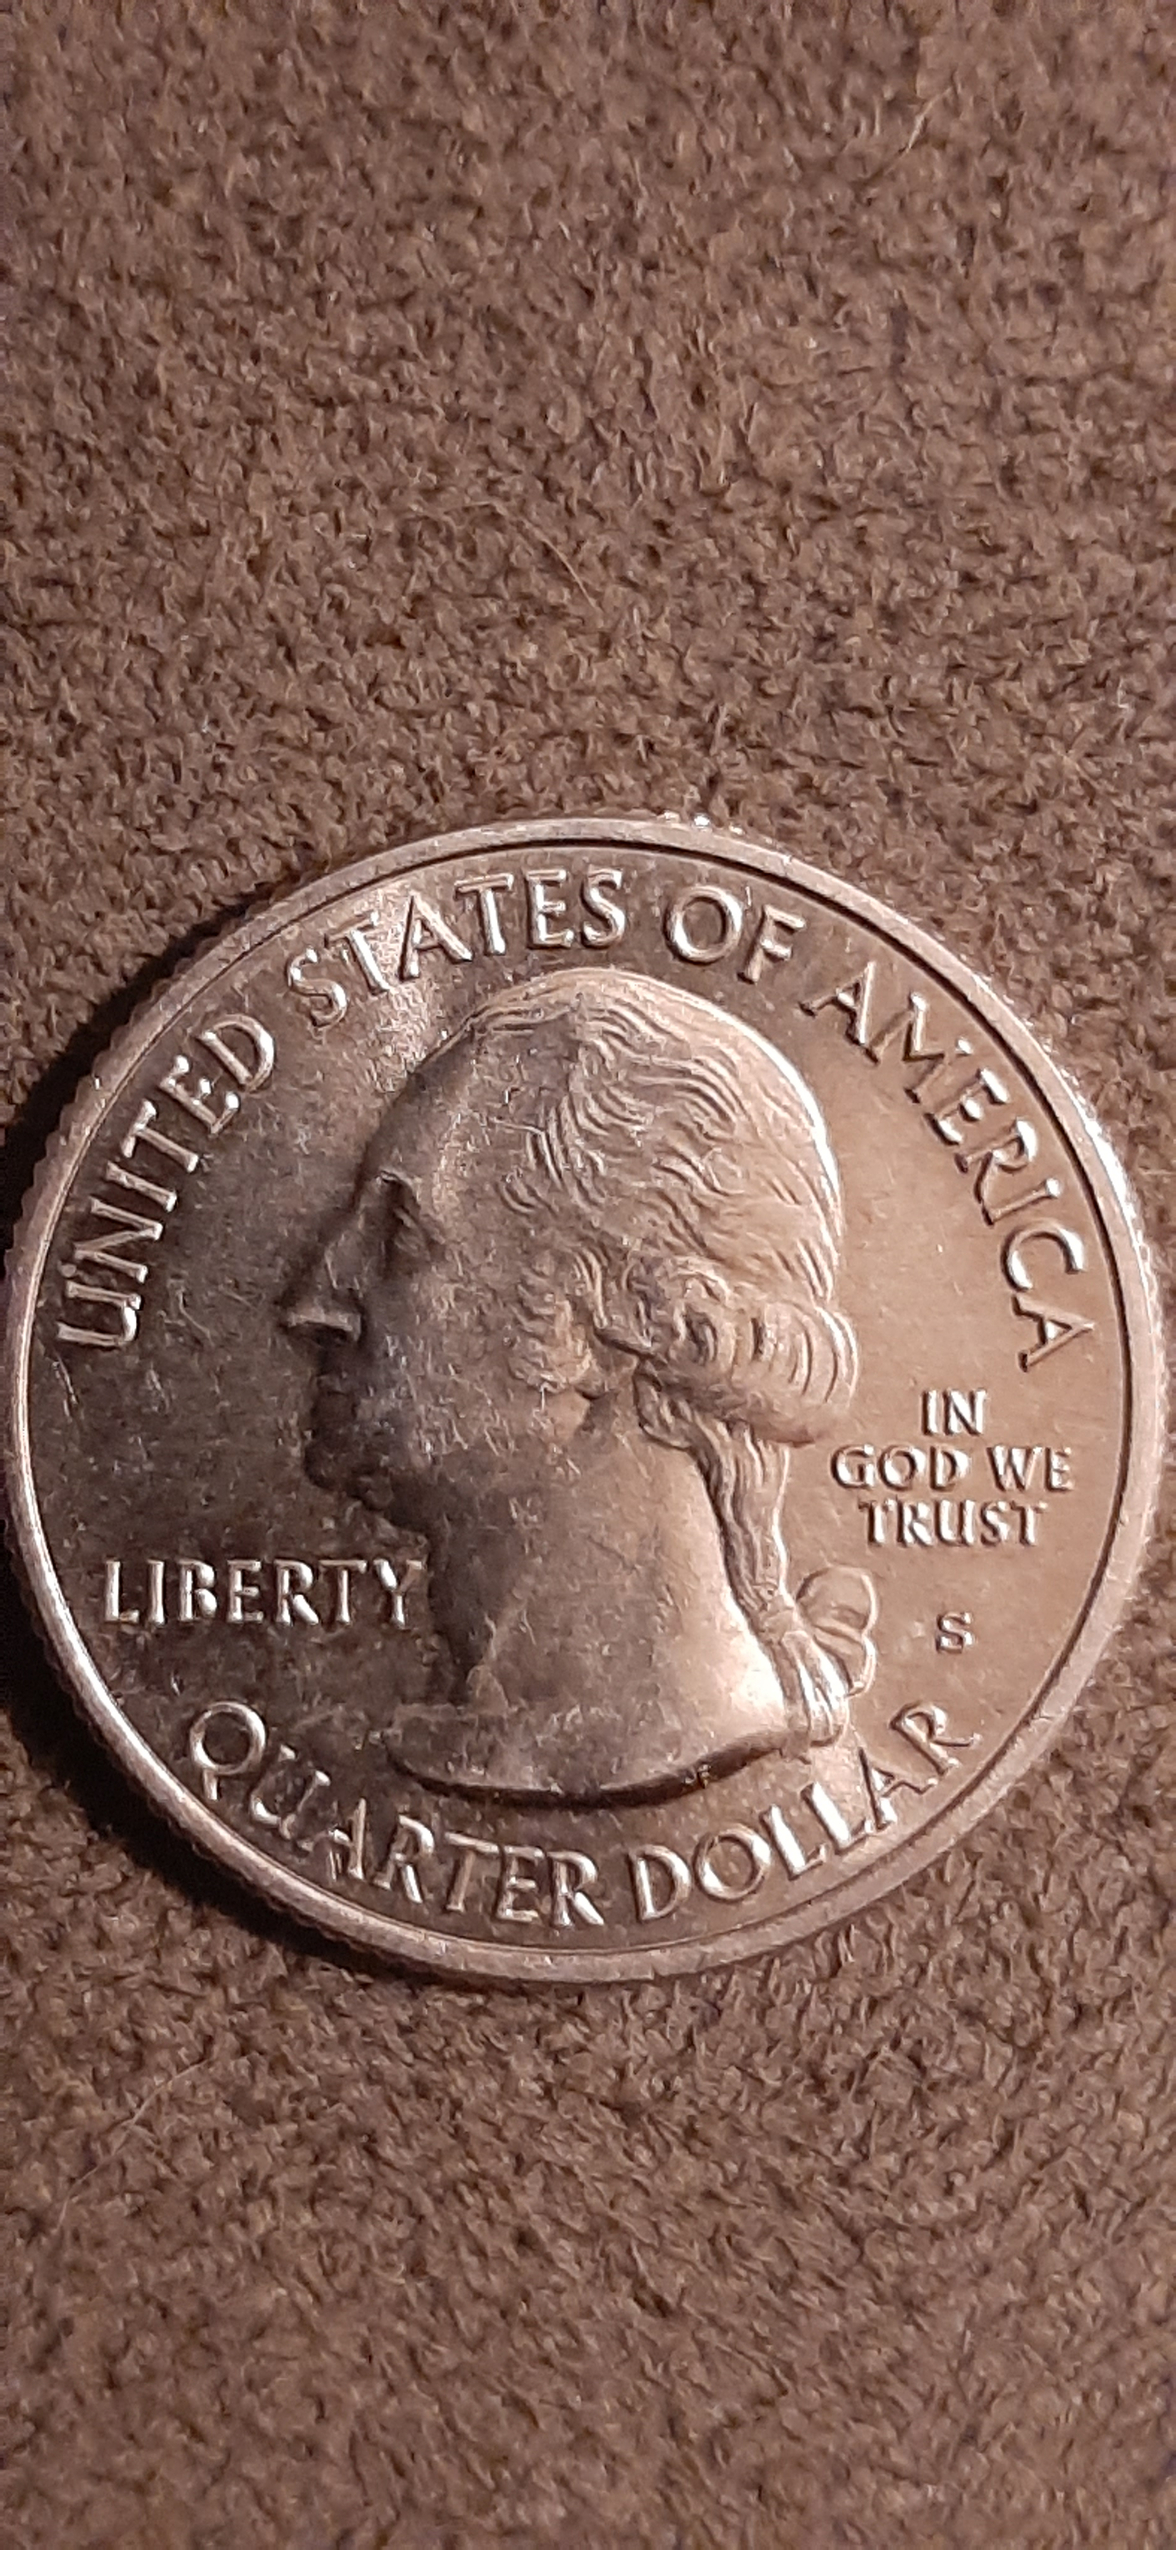 UNITED STATES OF AMERICA
IN
GOD WE
TRUST
LIBERTY
S
QUARTER DOLLAR